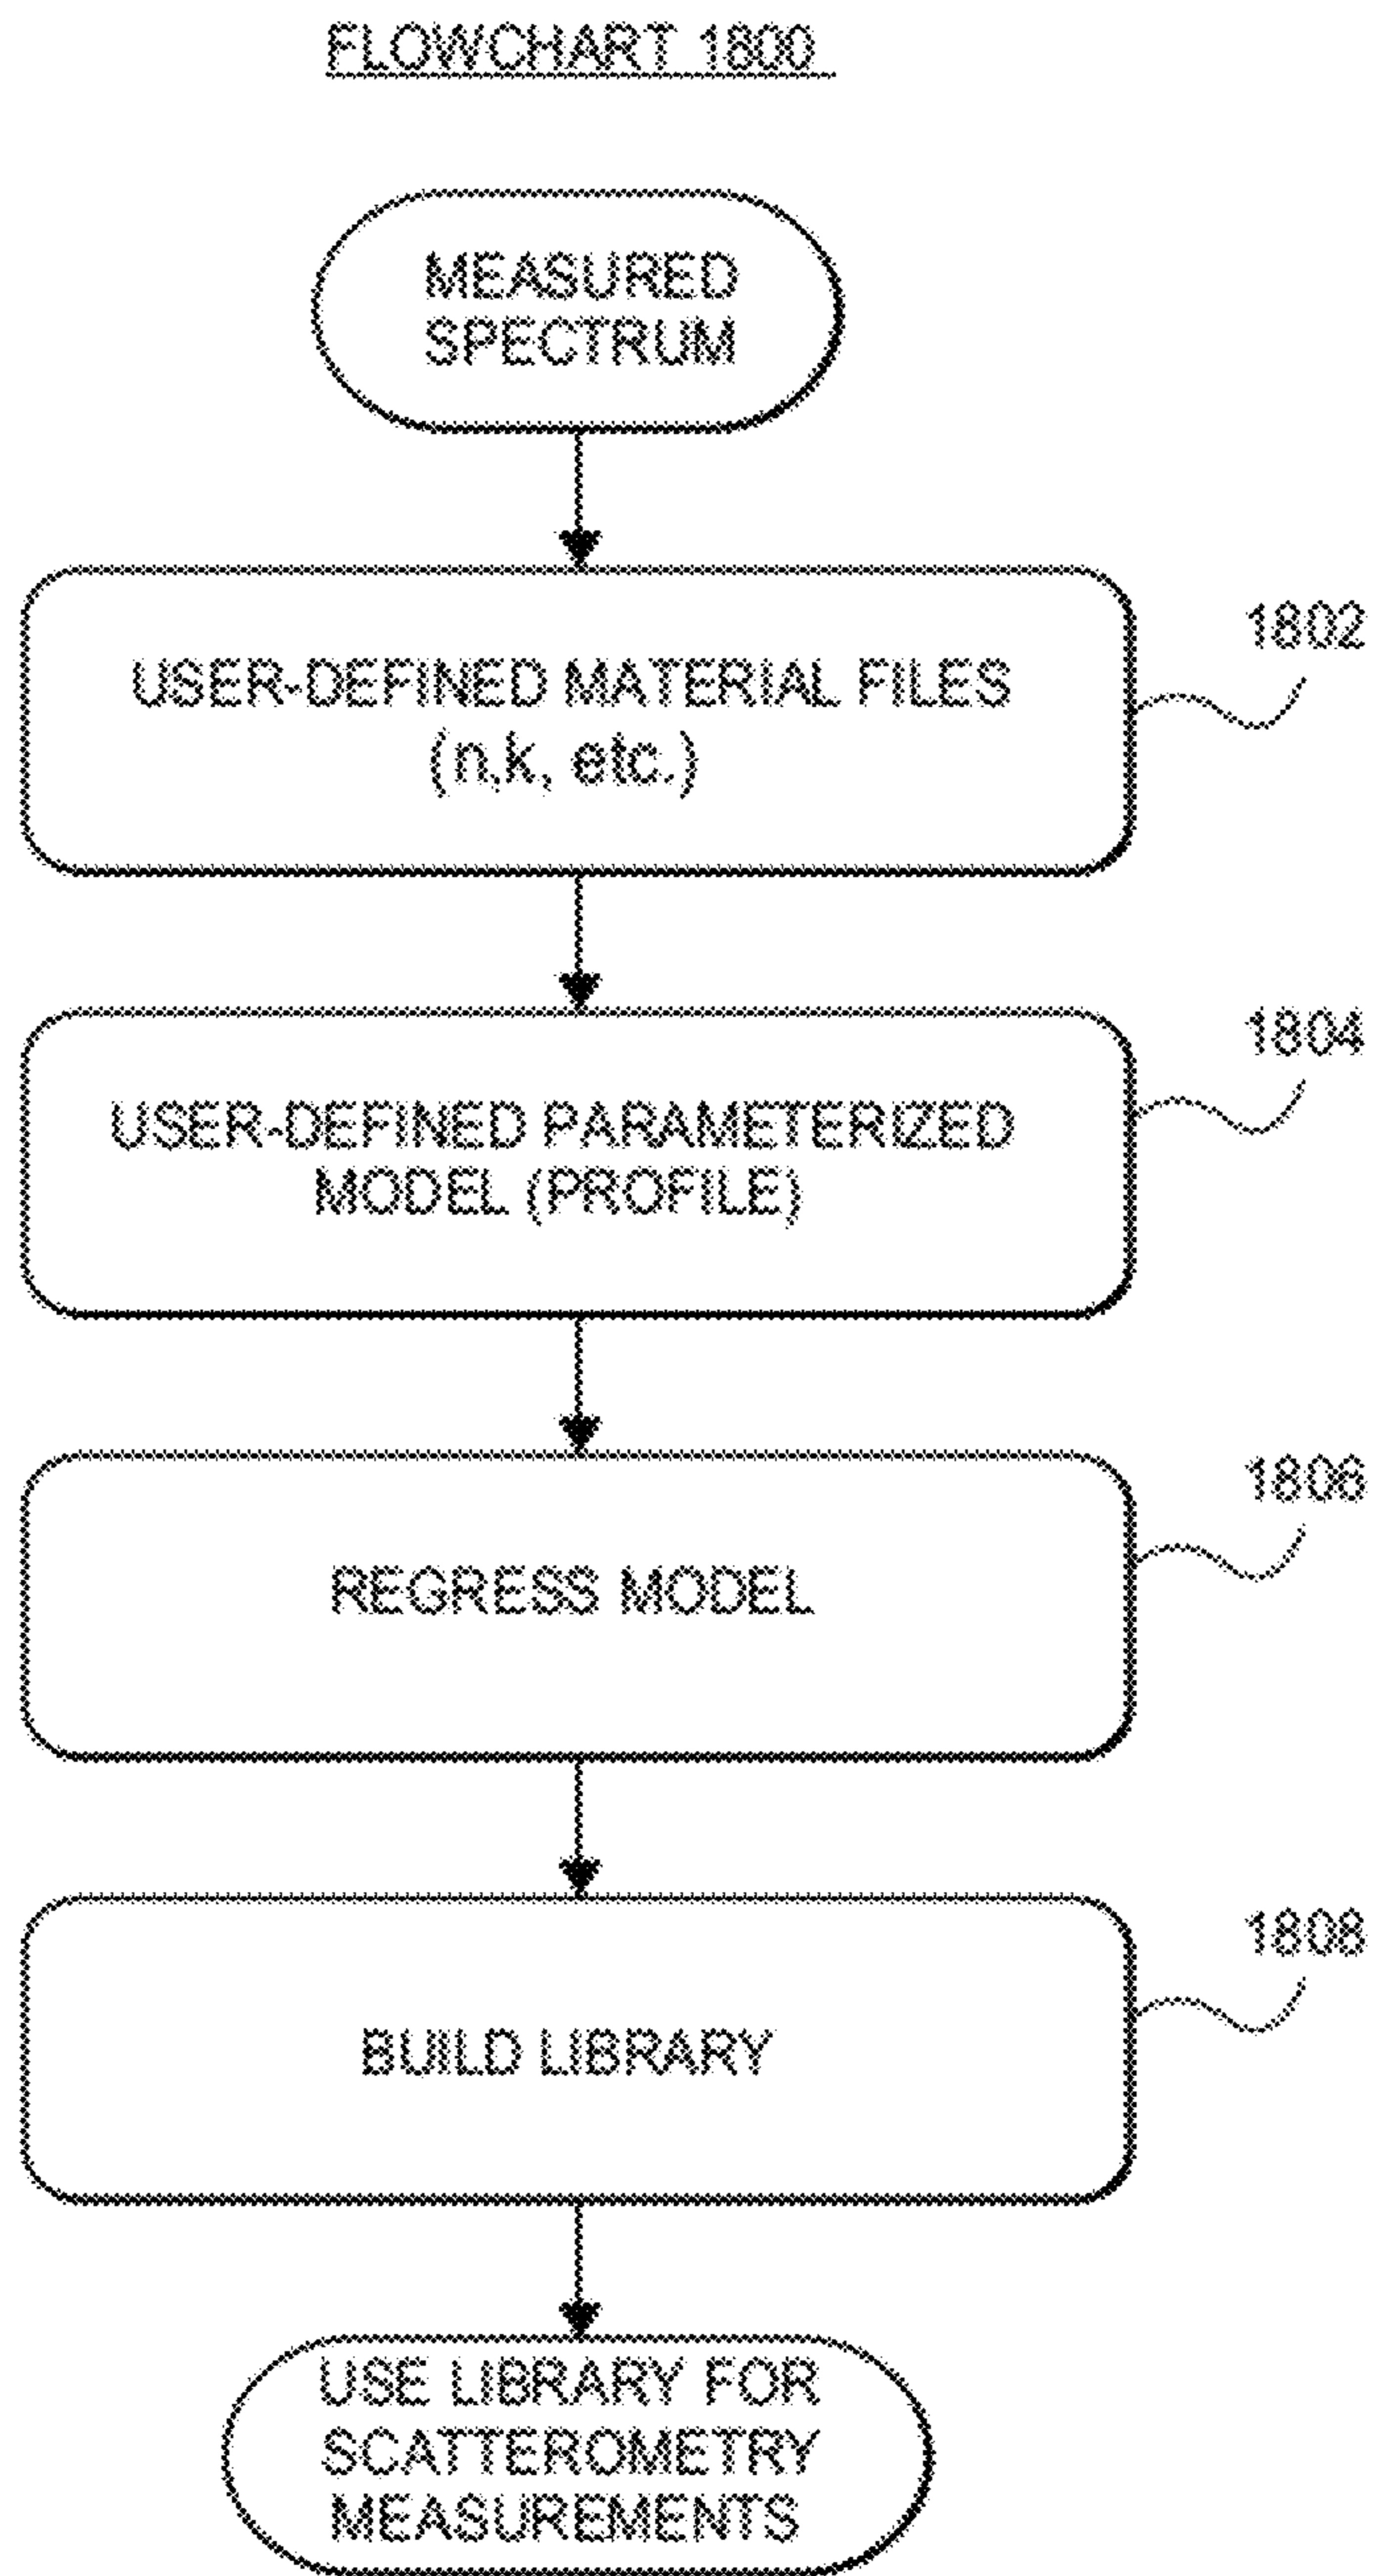 FLOWCHART 1800
MEASURED
SPECTRUM
1802
USER-DEFINED MATERIAL FILES
(n,k, etc.)
1804
USER-DEFINED PARAMETERIZED
MODEL (PROFILE)
1806
REGRESS MODEL
1808
BUILD LIBRARY
USE LIBRARY FOR
SCATTEROMETRY
MEASUREMENTS